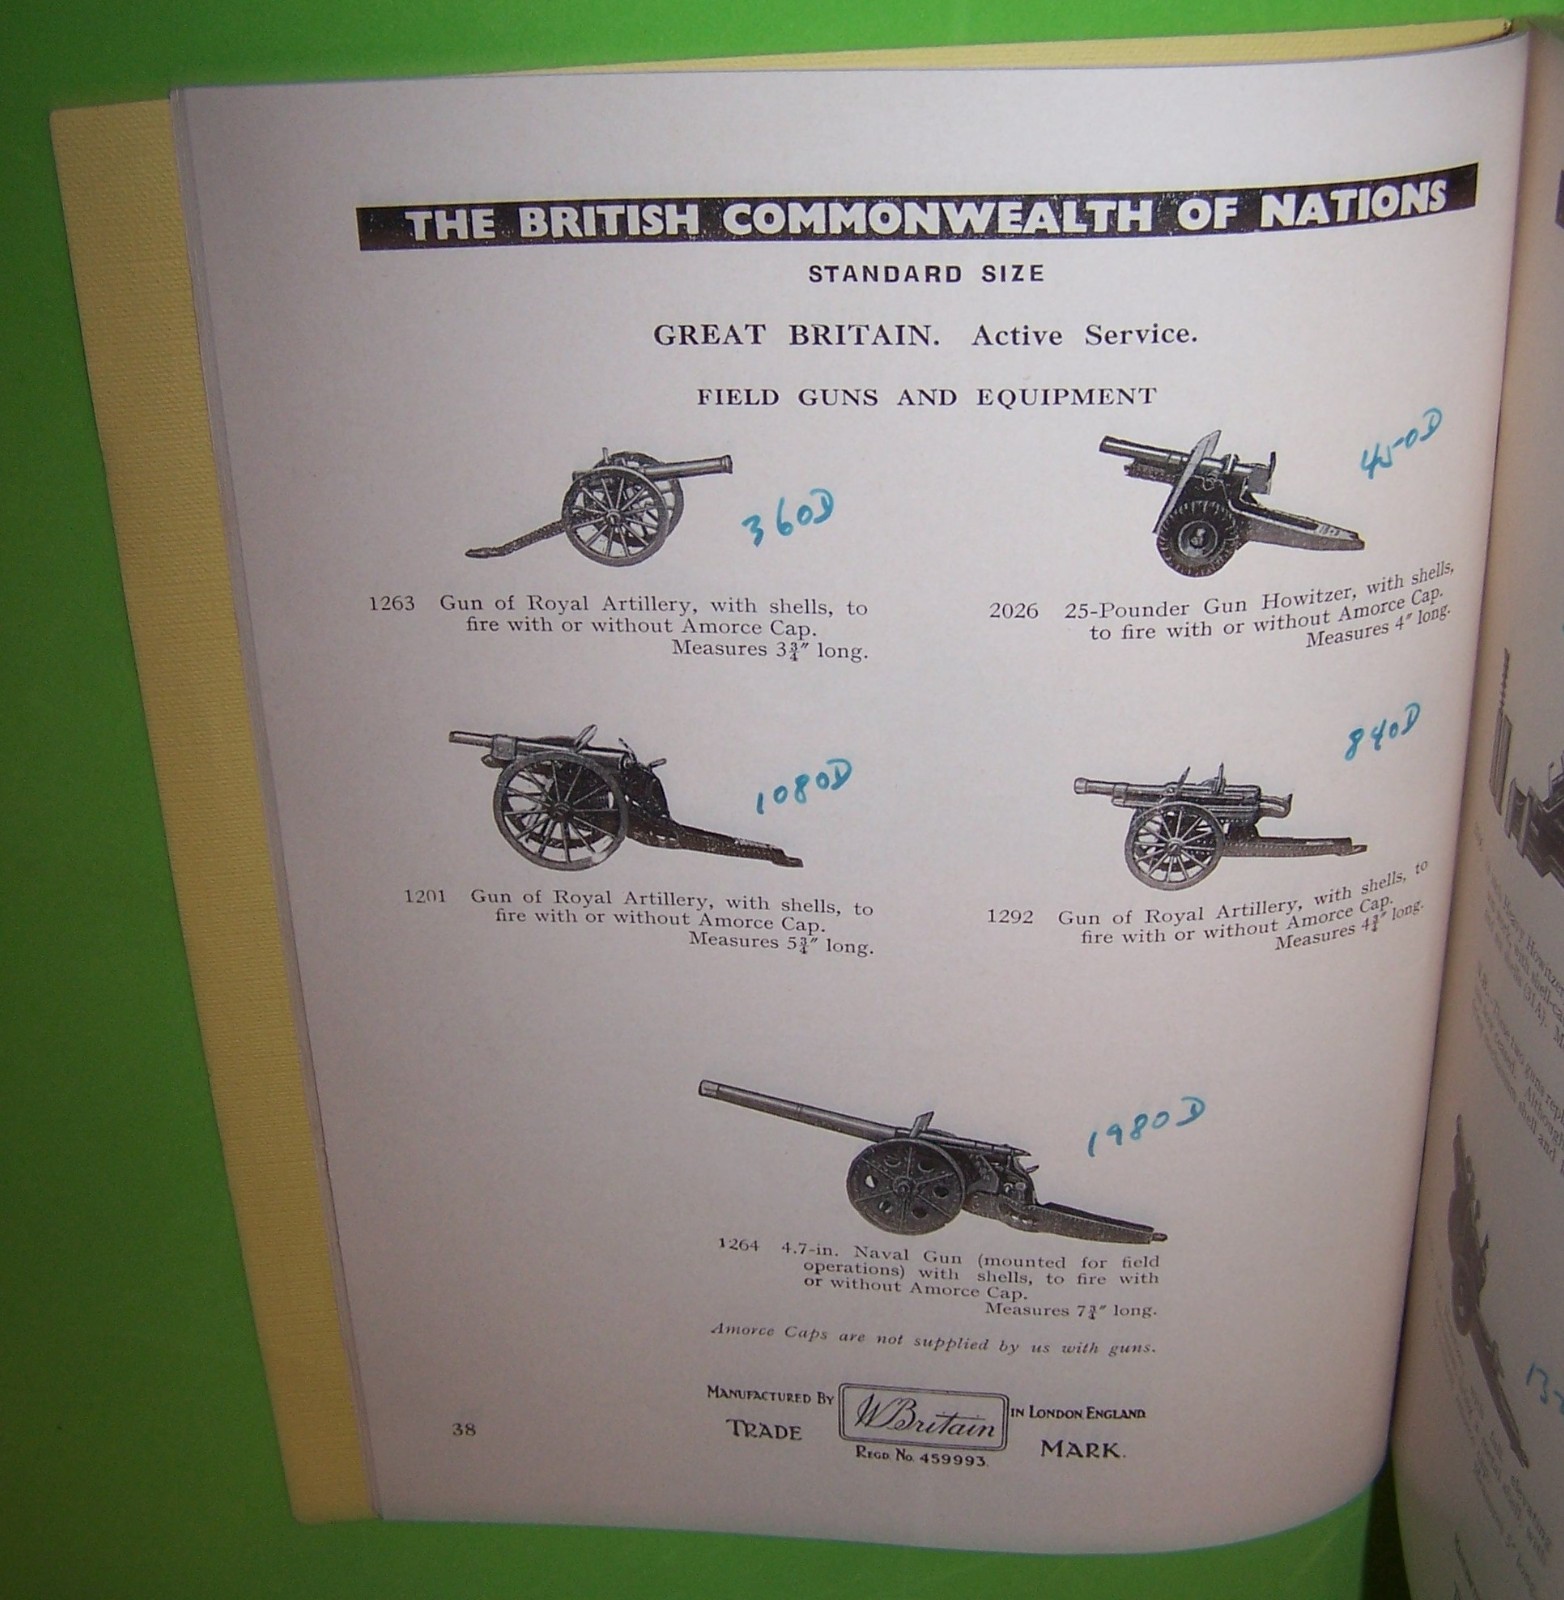 THE BRITISH COMMONWEALTH OF NATIONS
STANDARD SIZE
GREAT BRITAIN. Active Service.
FIELD GUNS AND EQUIPMENT
360D
1263 Gun of Royal Artillery, with shells, to
fire with or without Amorce Cap.
Measures 3¾″ long.
450D
2026 25-Pounder Gun Howitzer, with shells,
to fire with or without Amorce Cap.
Measures 4″ long.
1080D
1201 Gun of Royal Artillery, with shells, to
fire with or without Amorce Cap.
Measures 5¾″ long.
840D
1292 Gun of Royal Artillery, with shells, to
fire with or without Amorce Cap.
Measures 4¾″ long.
1980D
1264 4.7-in. Naval Gun (mounted for field
operations) with shells, to fire with
or without Amorce Cap.
Measures 7¾″ long.
Amorce Caps are not supplied by us with guns.
MANUFACTURED BY W Britain IN LONDON ENGLAND
TRADE MARK.
REGD. No. 459993.
38